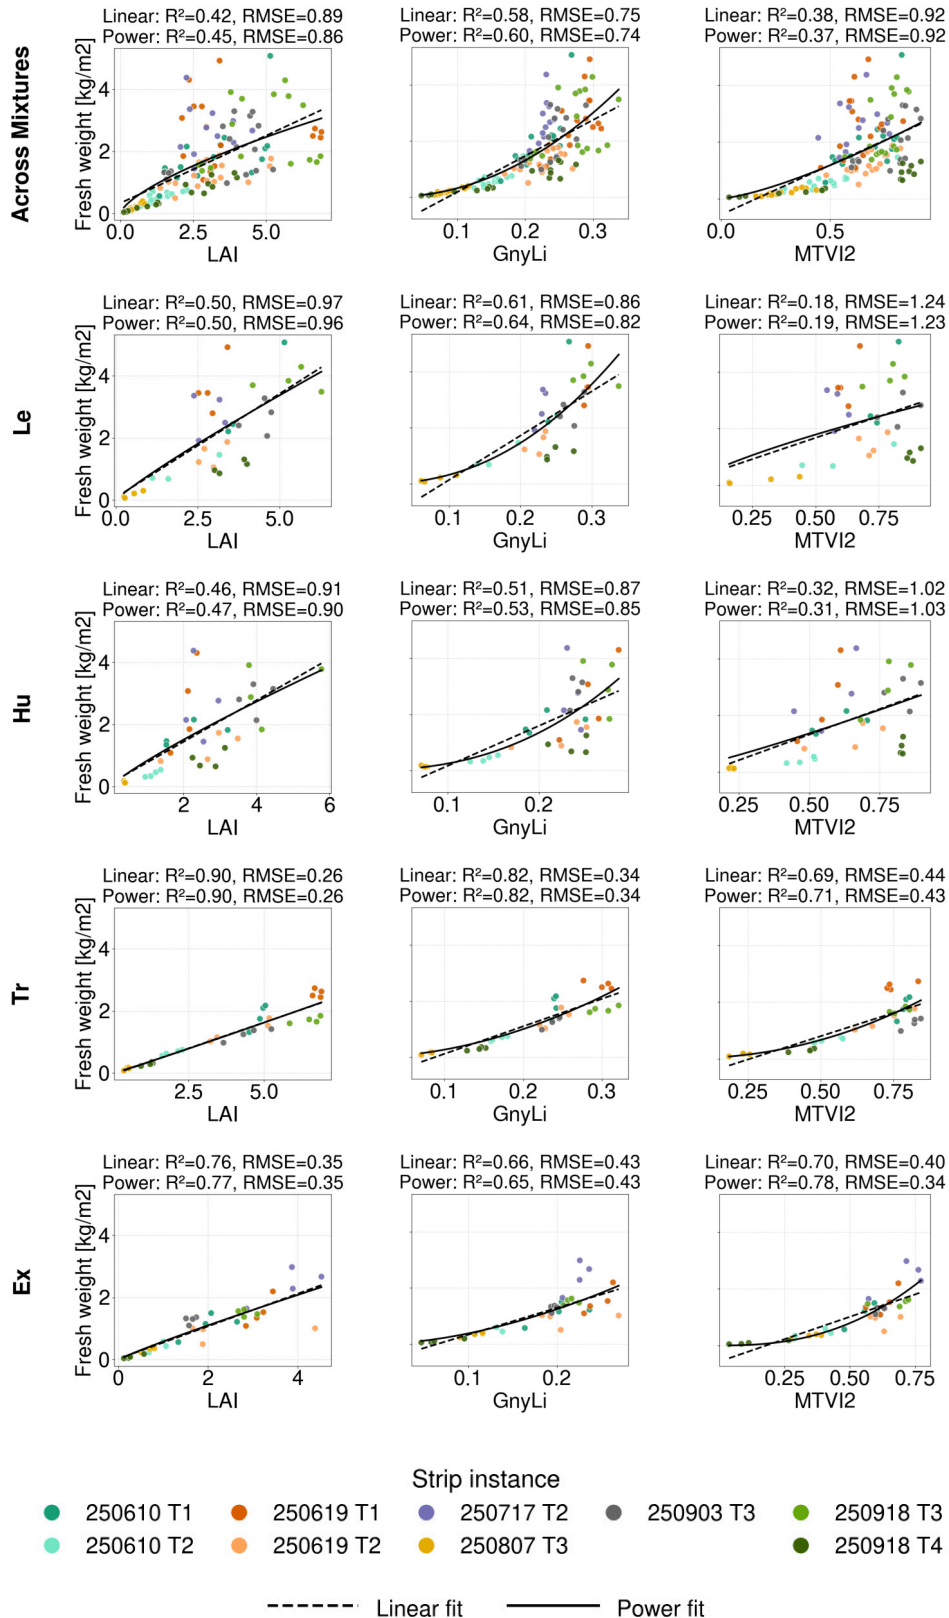 Linear: R²=0.42, RMSE=0.89
Power: R²=0.45, RMSE=0.86
Linear: R²=0.58, RMSE=0.75
Power: R²=0.60, RMSE=0.74
Linear: R²=0.38, RMSE=0.92
Power: R²=0.37, RMSE=0.92
Across Mixtures
Fresh weight [kg/m2]
4
2
0
0.0 2.5 5.0
LAI
0.1 0.2 0.3
GnyLi
0.0 0.5
MTVI2
Linear: R²=0.50, RMSE=0.97
Power: R²=0.50, RMSE=0.96
Linear: R²=0.61, RMSE=0.86
Power: R²=0.64, RMSE=0.82
Linear: R²=0.18, RMSE=1.24
Power: R²=0.19, RMSE=1.23
Le
Fresh weight [kg/m2]
4
2
0
0.0 2.5 5.0
LAI
0.1 0.2 0.3
GnyLi
0.25 0.50 0.75
MTVI2
Linear: R²=0.46, RMSE=0.91
Power: R²=0.47, RMSE=0.90
Linear: R²=0.51, RMSE=0.87
Power: R²=0.53, RMSE=0.85
Linear: R²=0.32, RMSE=1.02
Power: R²=0.31, RMSE=1.03
Hu
Fresh weight [kg/m2]
4
2
0
2 4 6
LAI
0.1 0.2
GnyLi
0.25 0.50 0.75
MTVI2
Linear: R²=0.90, RMSE=0.26
Power: R²=0.90, RMSE=0.26
Linear: R²=0.82, RMSE=0.34
Power: R²=0.82, RMSE=0.34
Linear: R²=0.69, RMSE=0.44
Power: R²=0.71, RMSE=0.43
Tr
Fresh weight [kg/m2]
4
2
0
2.5 5.0
LAI
0.1 0.2 0.3
GnyLi
0.25 0.50 0.75
MTVI2
Linear: R²=0.76, RMSE=0.35
Power: R²=0.77, RMSE=0.35
Linear: R²=0.66, RMSE=0.43
Power: R²=0.65, RMSE=0.43
Linear: R²=0.70, RMSE=0.40
Power: R²=0.78, RMSE=0.34
Ex
Fresh weight [kg/m2]
4
2
0
0 2 4
LAI
0.1 0.2
GnyLi
0.25 0.50 0.75
MTVI2
Strip instance
250610 T1 250619 T1 250717 T2 250903 T3 250918 T3
250610 T2 250619 T2 250807 T3 250918 T4
Linear fit Power fit